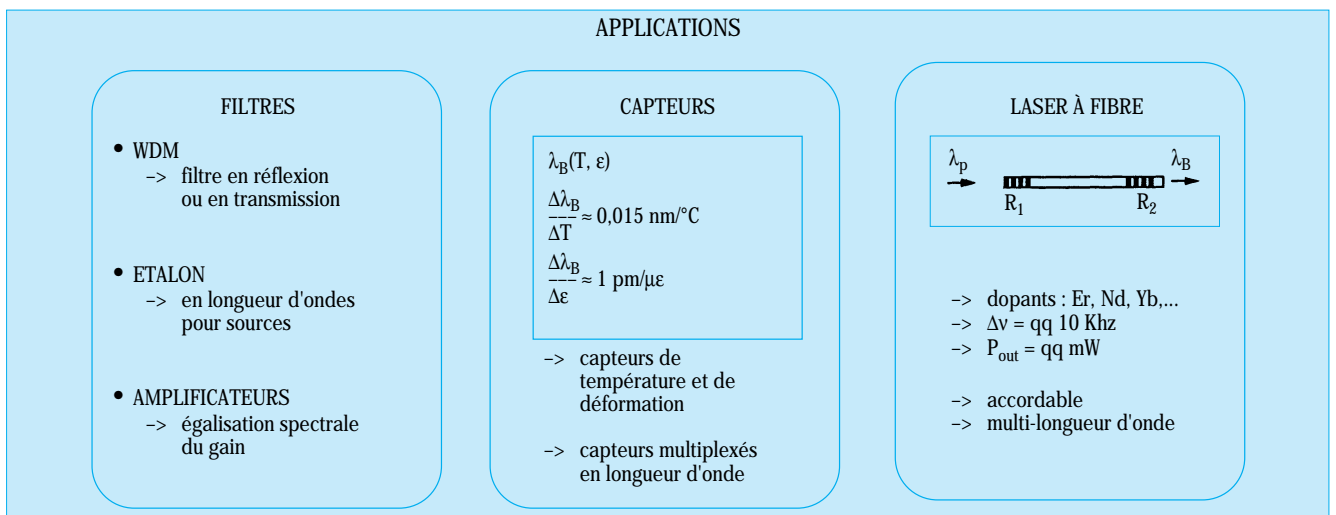 APPLICATIONS
FILTRES
• WDM
–> filtre en réflexion
ou en transmission
• ETALON
–> en longueur d'ondes
pour sources
• AMPLIFICATEURS
–> égalisation spectrale
du gain
CAPTEURS
λB(T, ε)
ΔλB
ΔT
≈ 0,015 nm/°C
ΔλB
Δε
≈ 1 pm/με
–> capteurs de
température et de
déformation
–> capteurs multiplexés
en longueur d'onde
LASER À FIBRE
λp
λB
R1
R2
–> dopants : Er, Nd, Yb,...
–> Δν = qq 10 Khz
–> Pout = qq mW
–> accordable
–> multi-longueur d'onde